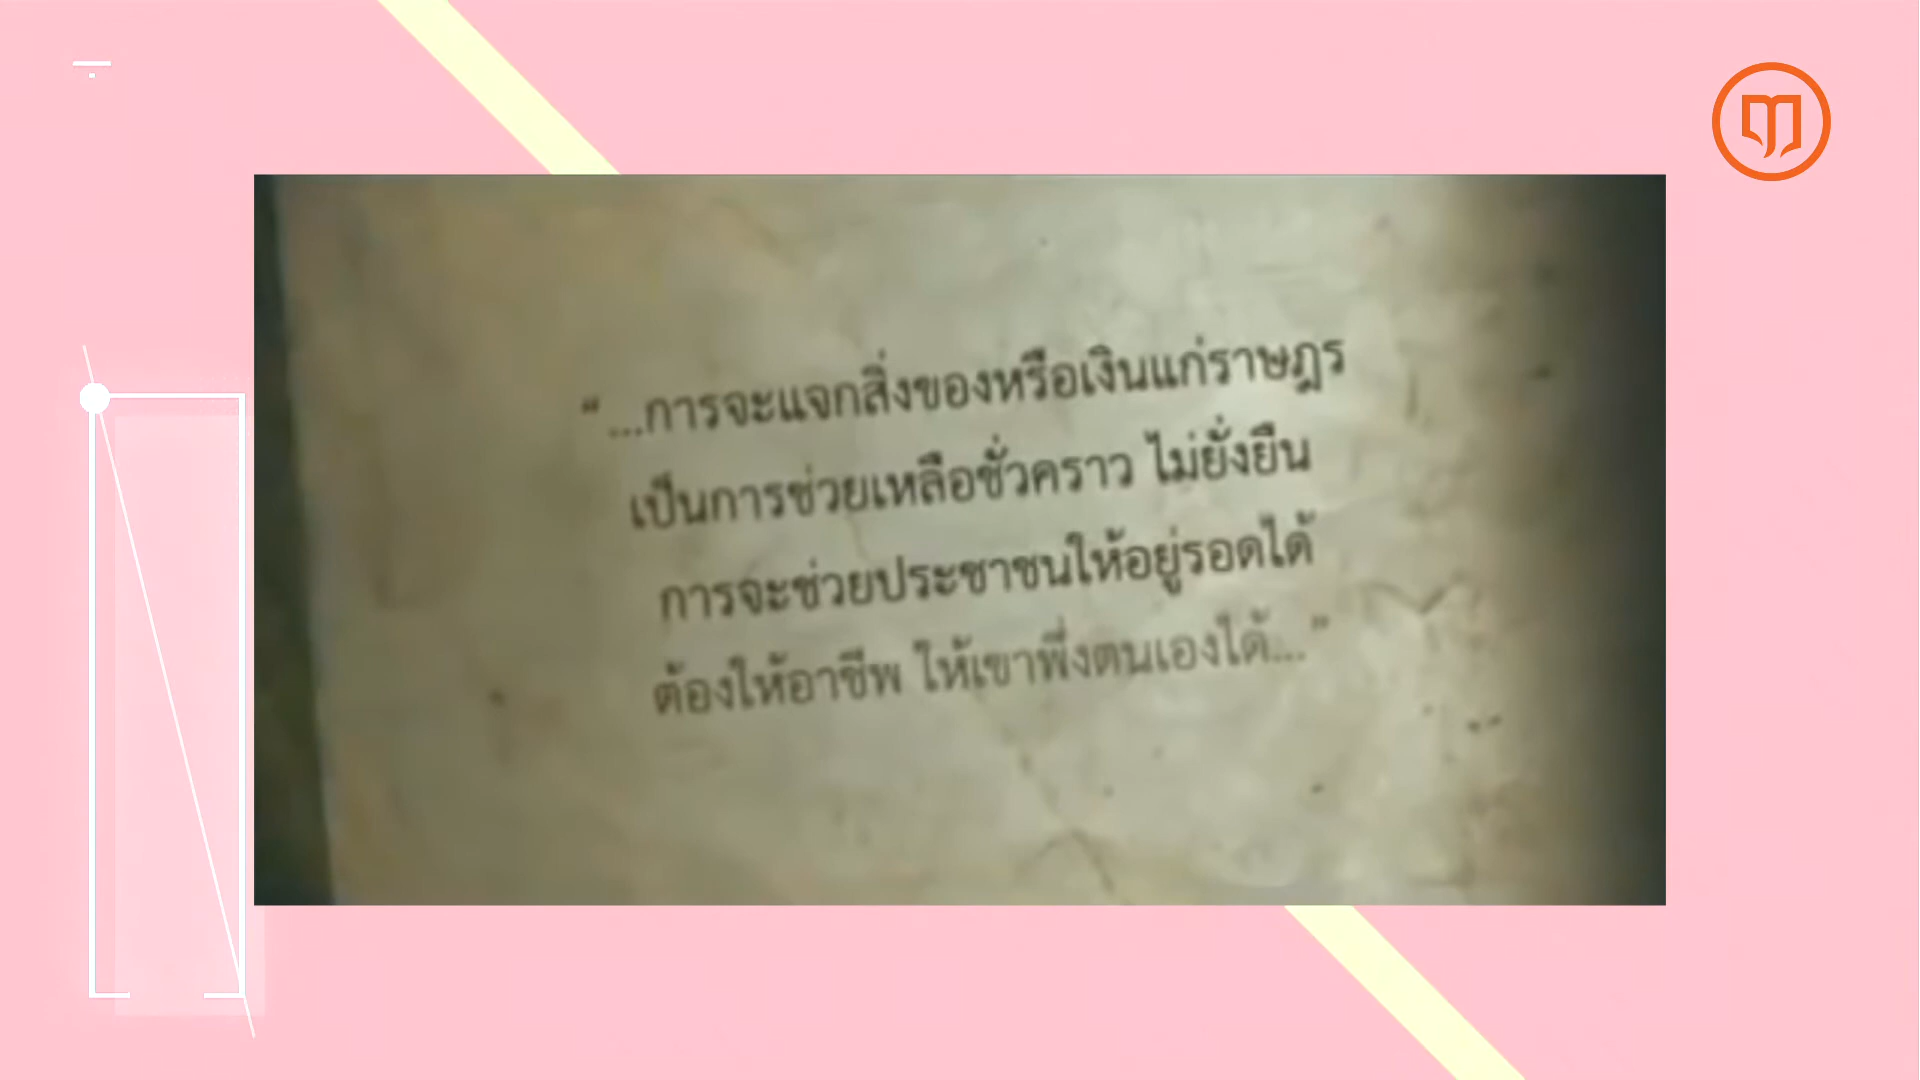 “ ...การจะแจกสิ่งของหรือเงินแก่ราษฎร
เป็นการช่วยเหลือชั่วคราว ไม่ยั่งยืน
การจะช่วยประชาชนให้อยู่รอดได้
ต้องให้อาชีพ ให้เขาพึ่งตนเองได้...”